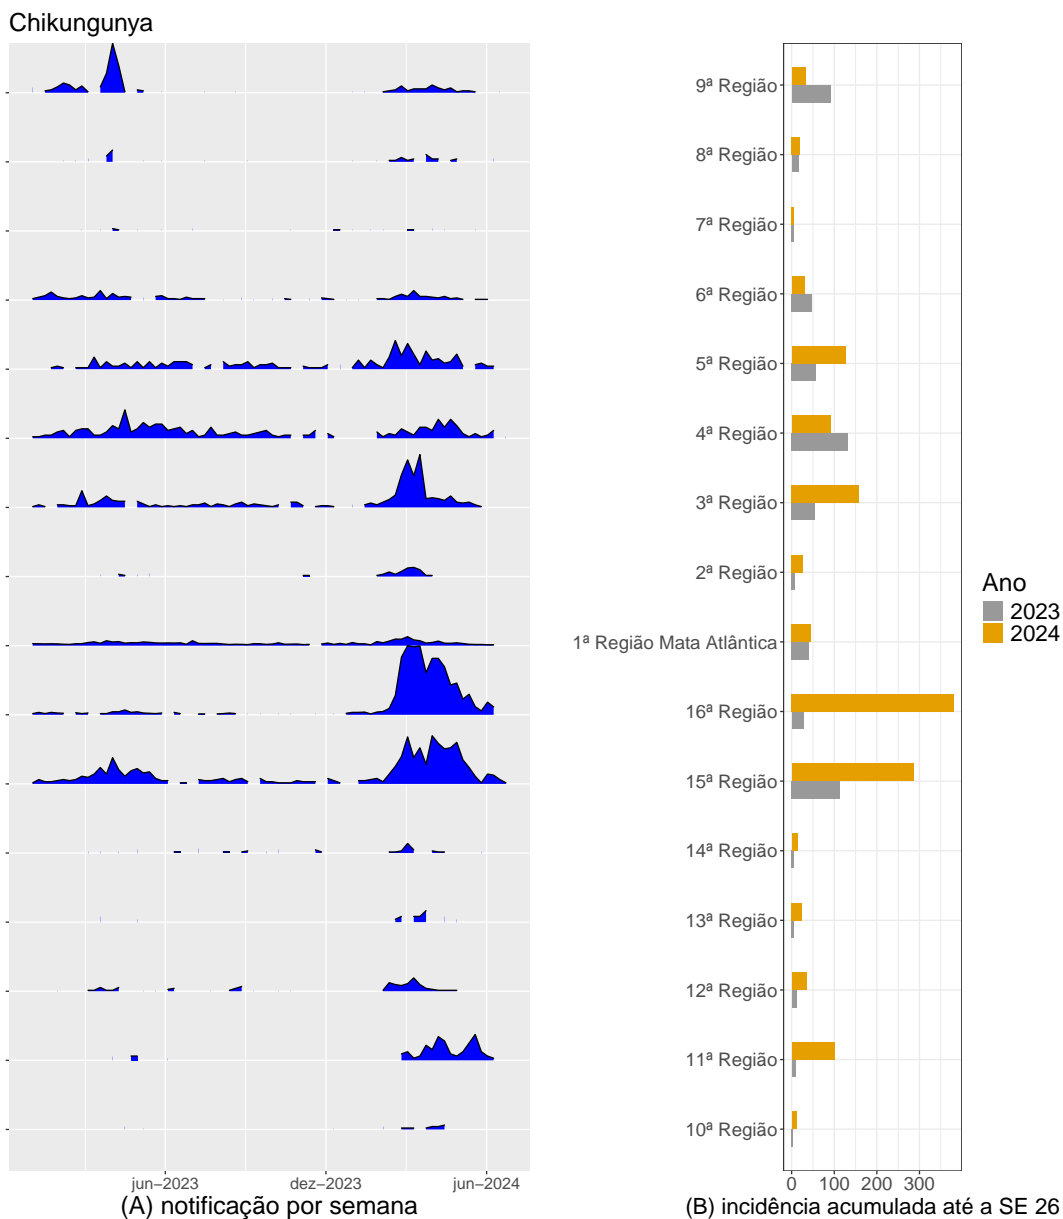 Chikungunya
9ª Região
8ª Região
7ª Região
6ª Região
5ª Região
4ª Região
3ª Região
2ª Região
1ª Região Mata Atlântica
16ª Região
15ª Região
14ª Região
13ª Região
12ª Região
11ª Região
10ª Região
Ano
2023
2024
jun–2023 dez–2023 jun–2024
(A) notificação por semana
0 100 200 300
(B) incidência acumulada até a SE 26